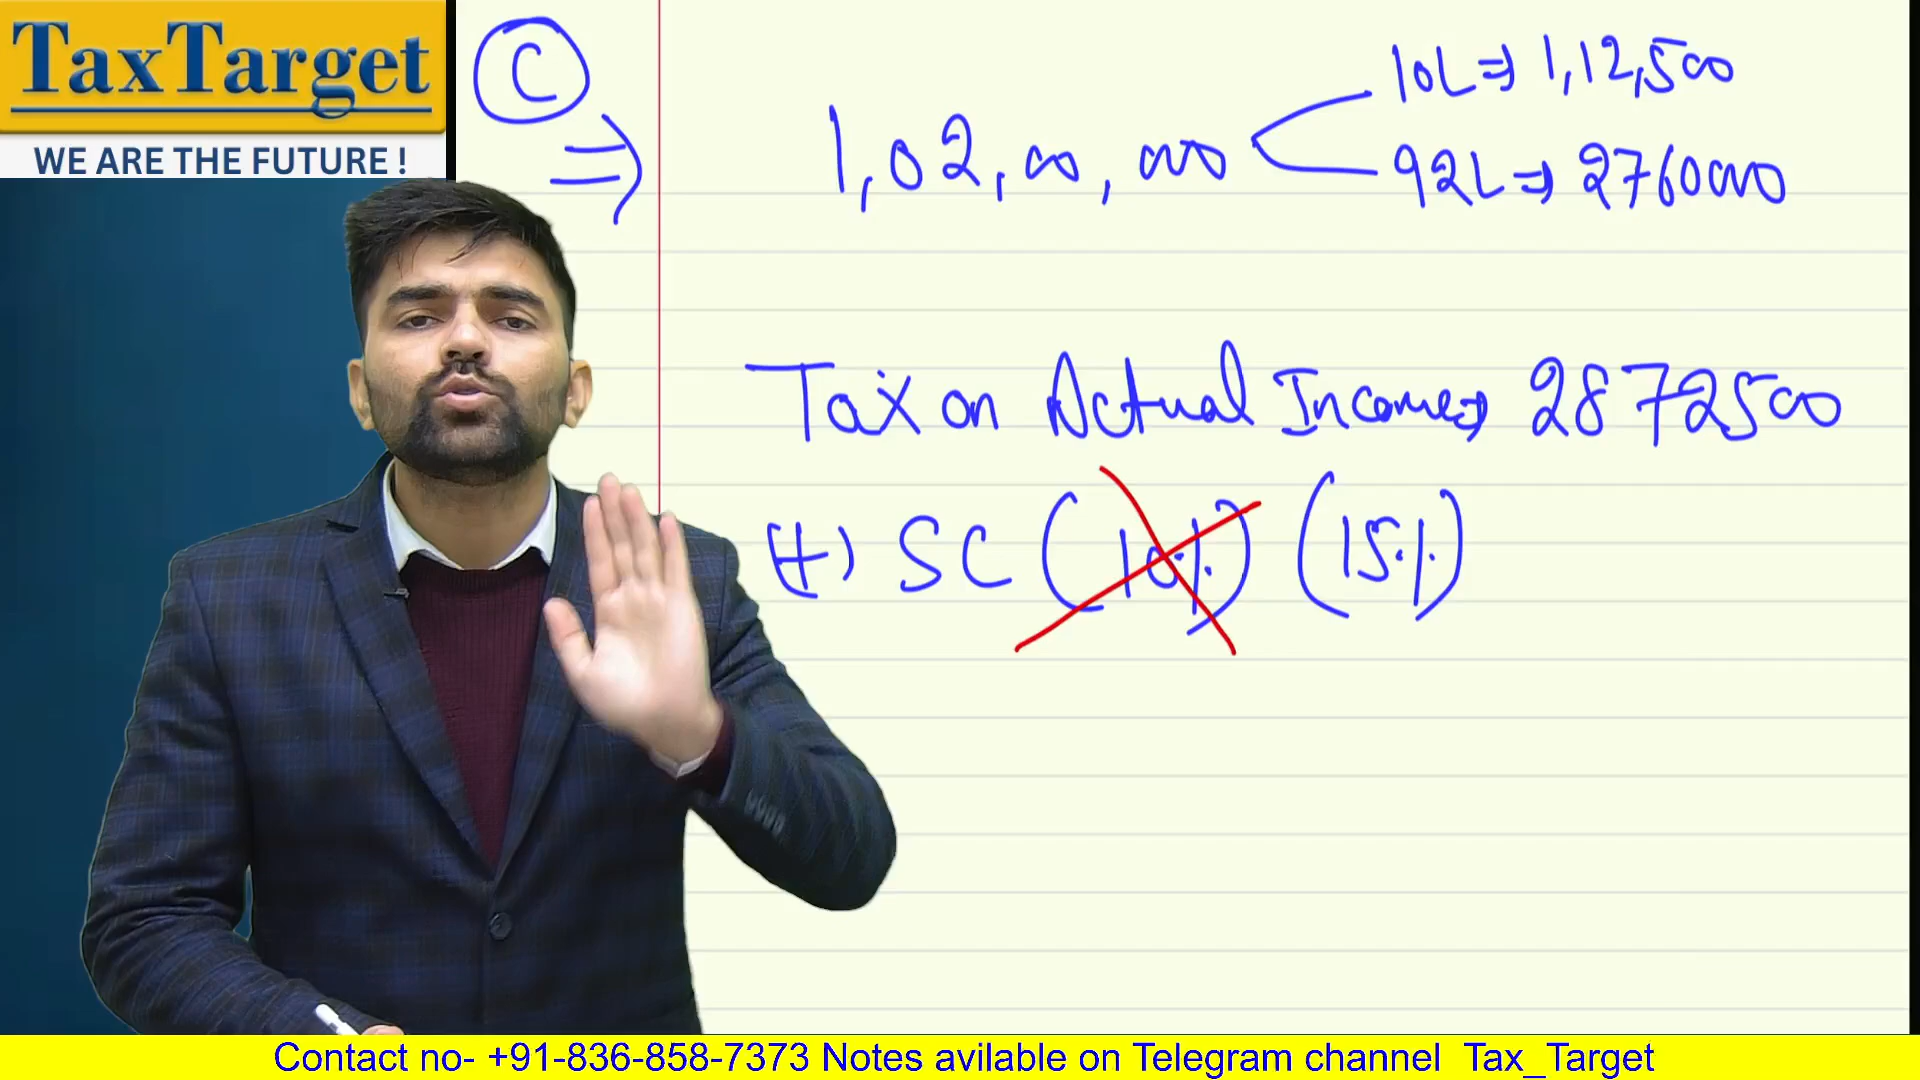 TaxTarget
WE ARE THE FUTURE !
C
⇒ 1,02,00,000
10L ⇒ 1,12,500
92L ⇒ 2760000
Tax on Actual Income ⇒ 2872500
(+) SC (10%) (15%)
Contact no- +91-836-858-7373 Notes avilable on Telegram channel Tax_Target